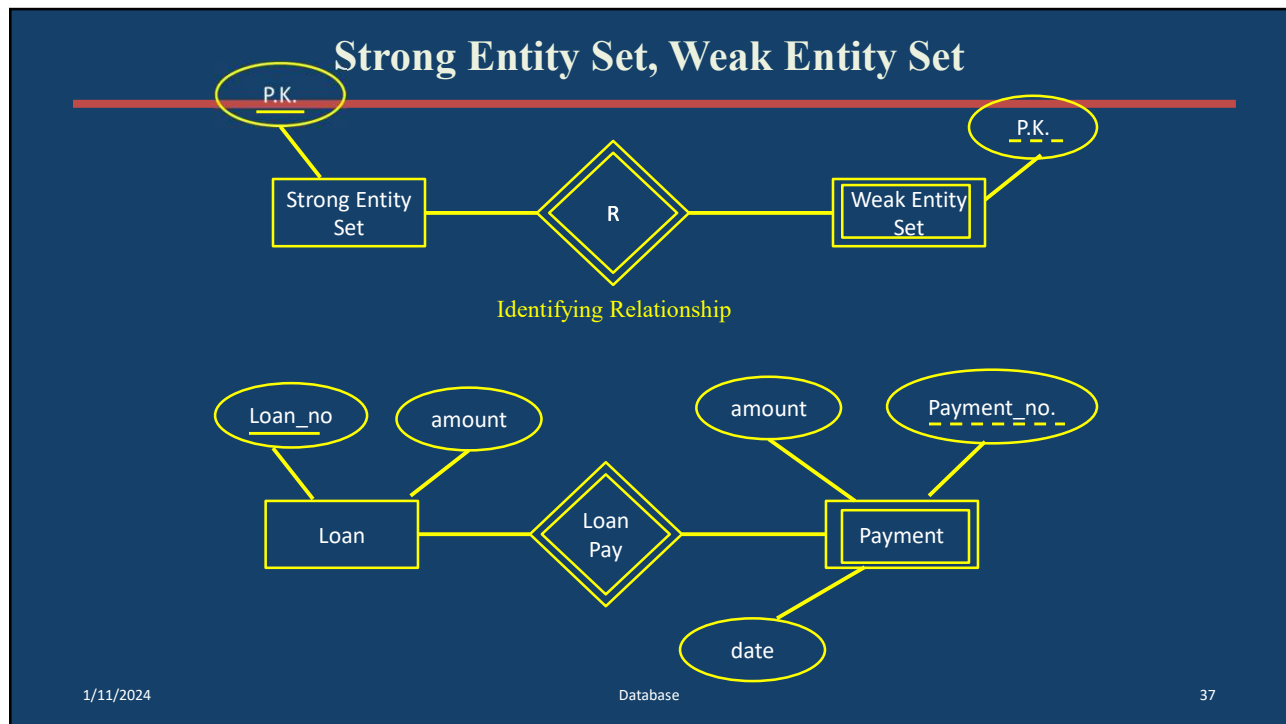 Strong Entity Set, Weak Entity Set
P.K.
P.K.
Strong Entity
Set
R
Weak Entity
Set
Identifying Relationship
Loan_no
amount
amount
Payment_no.
Loan
Loan
Pay
Payment
date
1/11/2024
Database
37